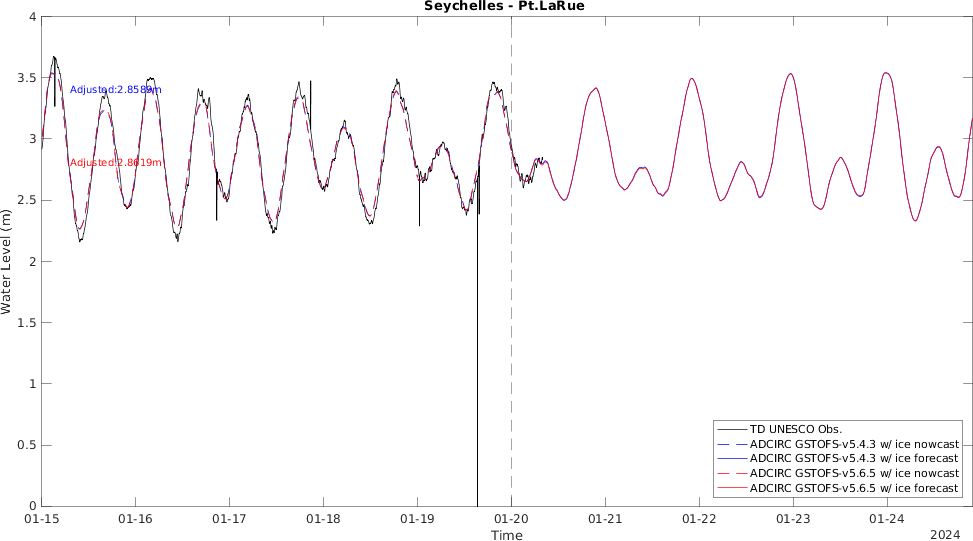 Seychelles - Pt.LaRue
4
3.5
3
2.5
2
1.5
1
0.5
0
Water Level (m)
Adjusted:2.8589m
Adjusted:2.8619m
TD UNESCO Obs.
ADCIRC GSTOFS-v5.4.3 w/ ice nowcast
ADCIRC GSTOFS-v5.4.3 w/ ice forecast
ADCIRC GSTOFS-v5.6.5 w/ ice nowcast
ADCIRC GSTOFS-v5.6.5 w/ ice forecast
01-15 01-16 01-17 01-18 01-19 01-20 01-21 01-22 01-23 01-24
Time
2024